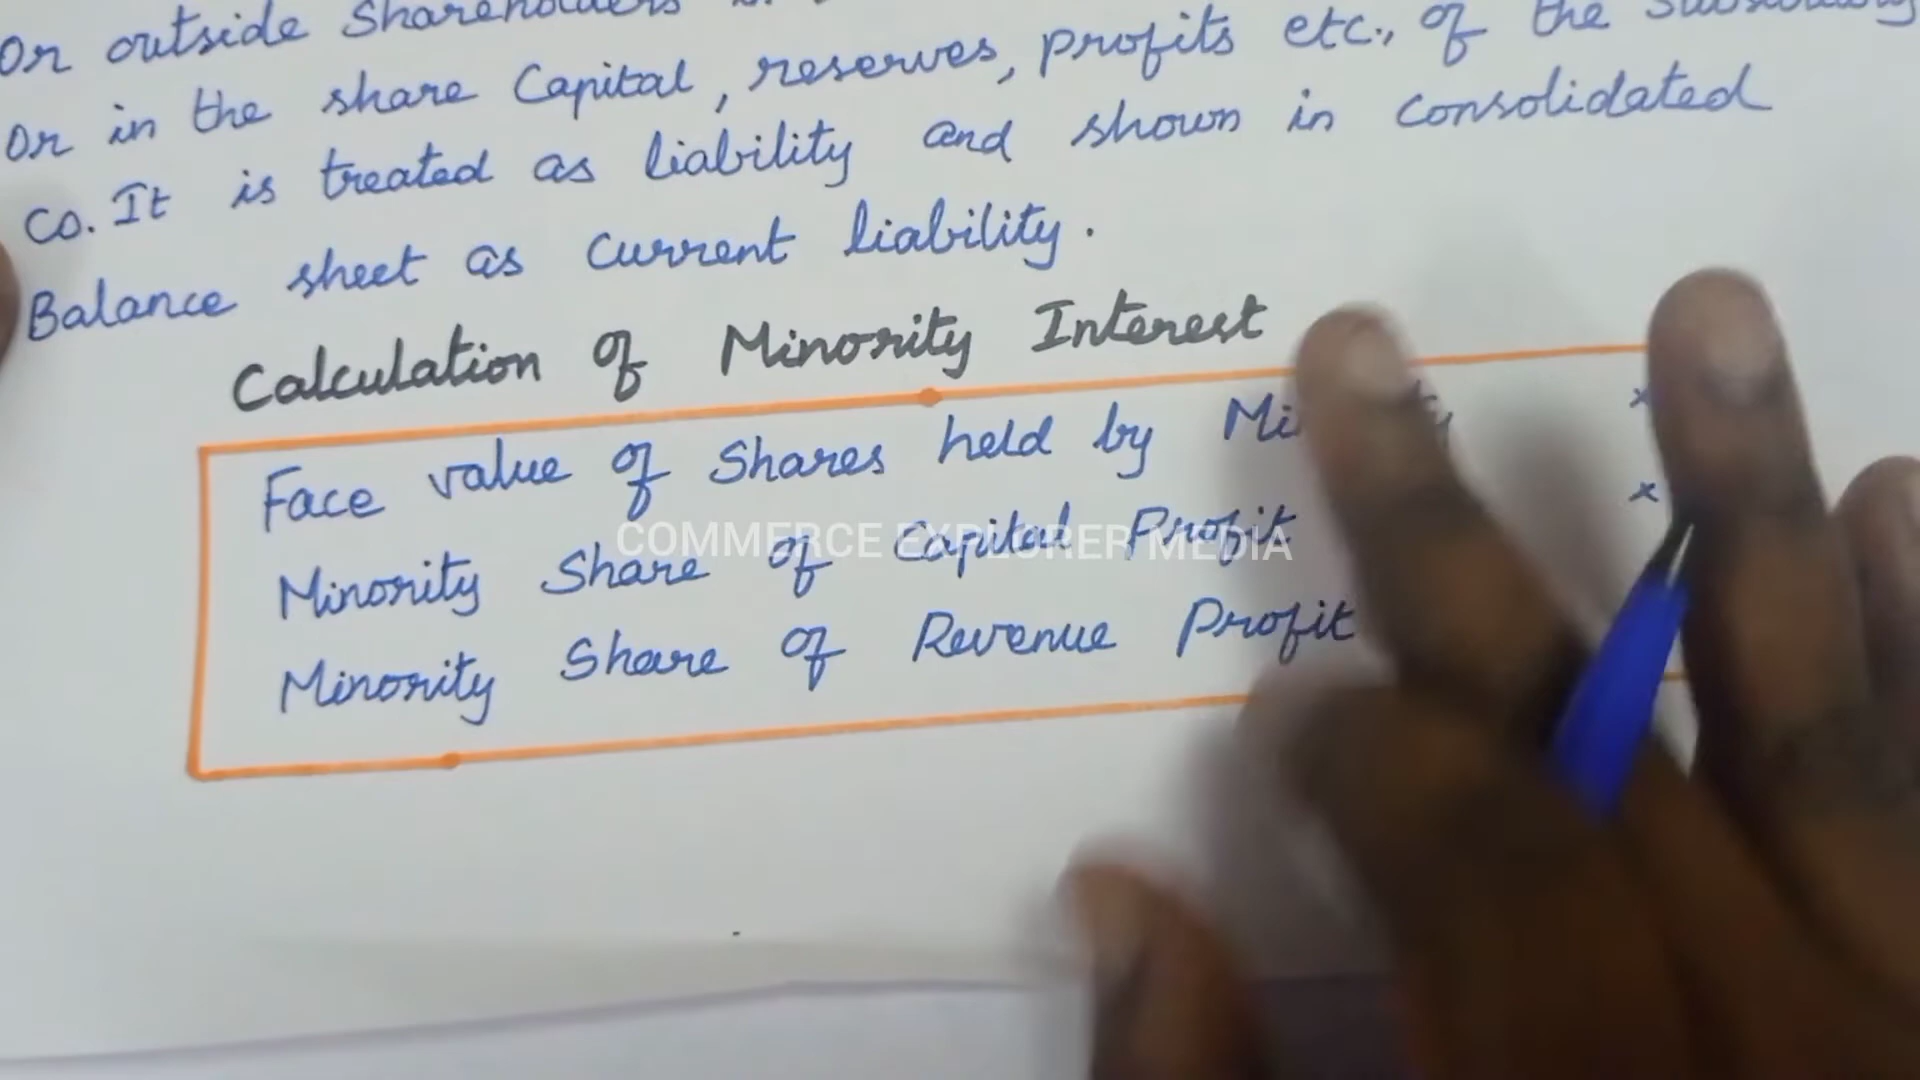 Or outside Shareholders
Or in the share Capital, reserves, profits etc., of the
Co. It is treated as liability and shown in consolidated
Balance sheet as current liability.
Calculation of Minority Interest
Face value of Shares held by x
Minority Share of Capital Profit x
Minority Share of Revenue Profit
COMMERCE EXPLORER MEDIA